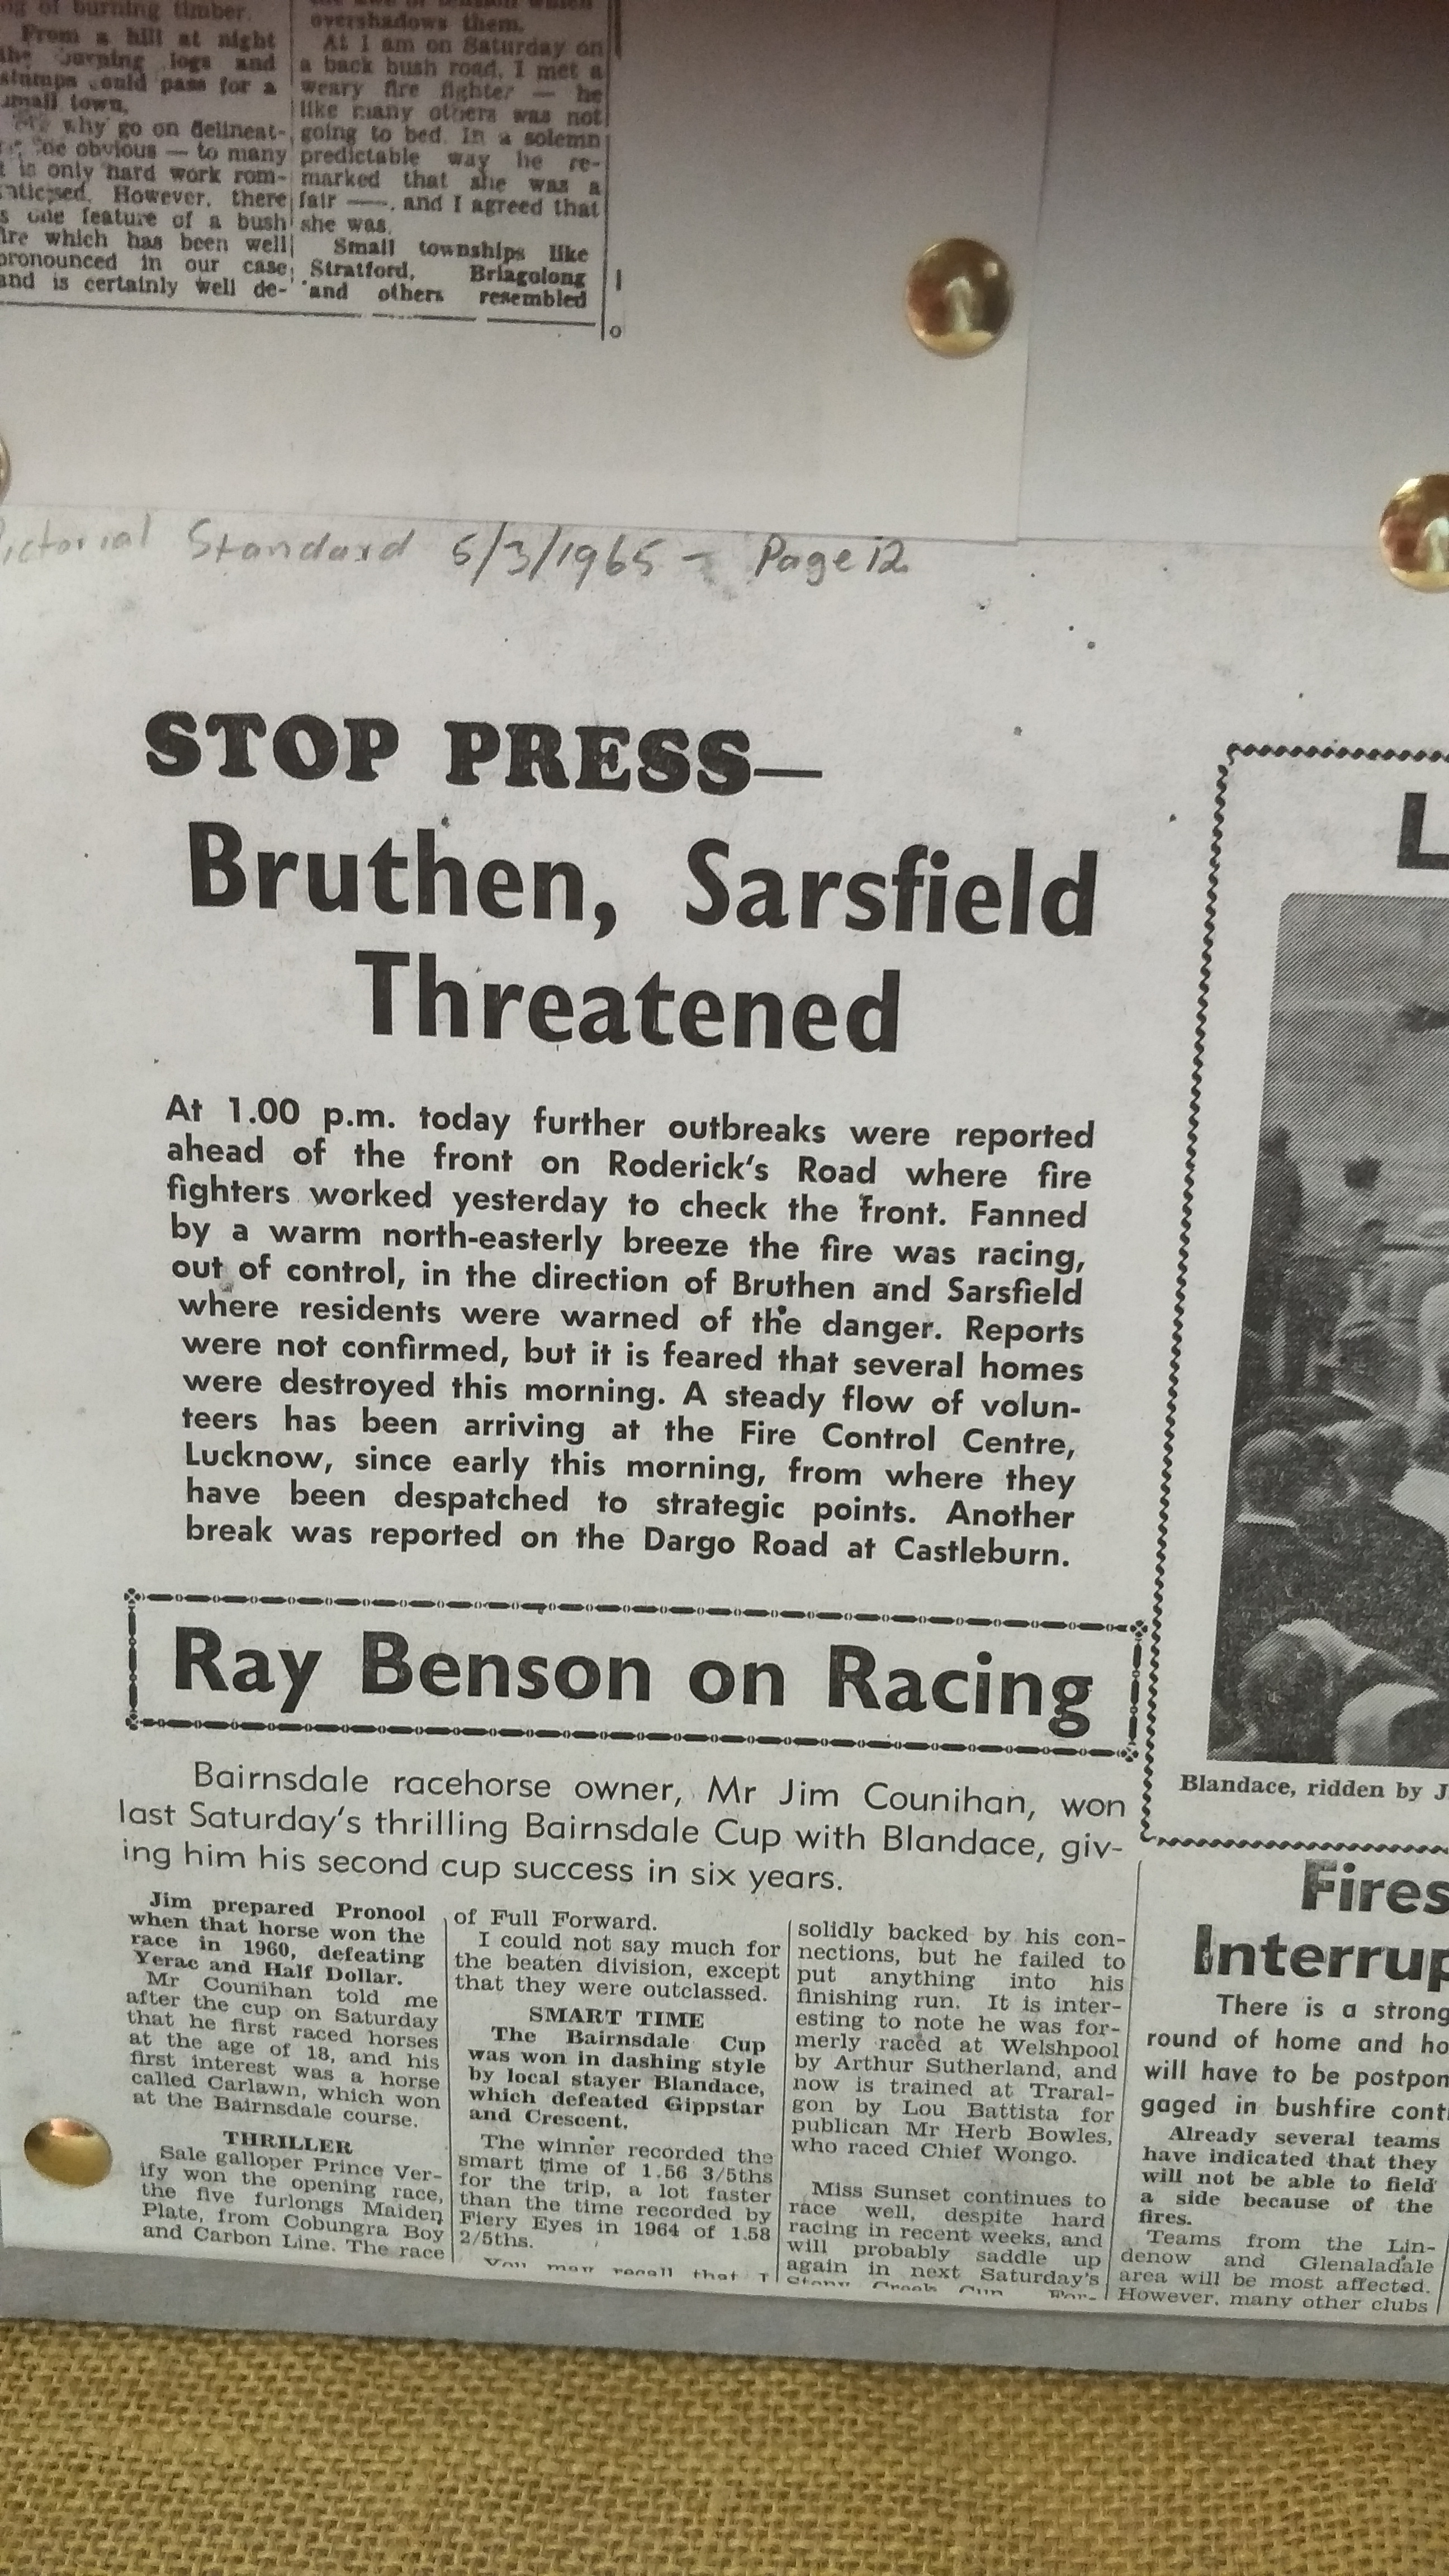 of burning timber.
From a hill at night
the burning logs and
stumps could pass for a
small town.
why go on delineat-
obvious — to many
is only hard work rom-
However, there
s one feature of a bush
fire which has been well
pronounced in our case
and is certainly well de-
overshadows them.
At 1 am on Saturday on
a back bush road, I met a
weary fire fighter — he
like many others was not
going to bed. In a solemn
predictable way he re-
marked that she was a
fair —, and I agreed that
she was.
Small townships like
Stratford, Briagolong
and others resembled
o
Pictorial Standard 5/3/1965 - Page 12
STOP PRESS—
Bruthen, Sarsfield
Threatened
At 1.00 p.m. today further outbreaks were reported
ahead of the front on Roderick's Road where fire
fighters worked yesterday to check the front. Fanned
by a warm north-easterly breeze the fire was racing,
out of control, in the direction of Bruthen and Sarsfield
where residents were warned of the danger. Reports
were not confirmed, but it is feared that several homes
were destroyed this morning. A steady flow of volun-
teers has been arriving at the Fire Control Centre,
Lucknow, since early this morning, from where they
have been despatched to strategic points. Another
break was reported on the Dargo Road at Castleburn.
Ray Benson on Racing
Bairnsdale racehorse owner, Mr Jim Counihan, won
last Saturday's thrilling Bairnsdale Cup with Blandace, giv-
ing him his second cup success in six years.
Jim prepared Pronool
when that horse won the
race in 1960, defeating
Yerac and Half Dollar.
Mr Counihan told me
after the cup on Saturday
that he first raced horses
at the age of 18, and his
first interest was a horse
called Carlawn, which won
at the Bairnsdale course.
THRILLER
Sale galloper Prince Ver-
ify won the opening race,
the five furlongs Maiden
Plate, from Cobungra Boy
and Carbon Line. The race
of Full Forward.
I could not say much for
the beaten division, except
that they were outclassed.
SMART TIME
The Bairnsdale Cup
was won in dashing style
by local stayer Blandace,
which defeated Gippstar
and Crescent.
The winner recorded the
smart time of 1.56 3/5ths
for the trip, a lot faster
than the time recorded by
Fiery Eyes in 1964 of 1.58
2/5ths.
You may recall that I
solidly backed by his con-
nections, but he failed to
put anything into his
finishing run. It is inter-
esting to note he was for-
merly raced at Welshpool
by Arthur Sutherland, and
now is trained at Traral-
gon by Lou Battista for
publican Mr Herb Bowles,
who raced Chief Wongo.
Miss Sunset continues to
race well, despite hard
racing in recent weeks, and
will probably saddle up
again in next Saturday's
Stony Creek Cup. For-
L
Blandace, ridden by J
Fires
Interrup
There is a strong
round of home and ho
will have to be postpon
gaged in bushfire cont
Already several teams
have indicated that they
will not be able to field
a side because of the
fires.
Teams from the Lin-
denow and Glenaladale
area will be most affected.
However, many other clubs